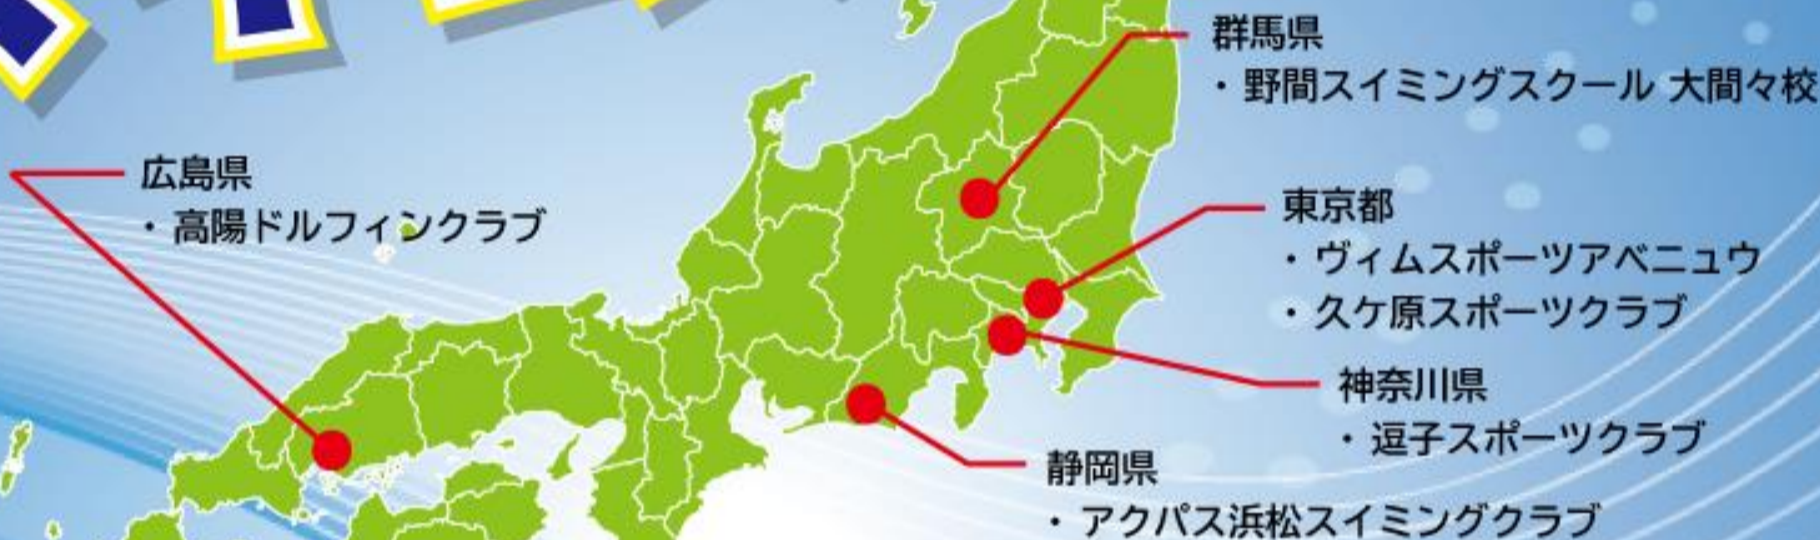 群馬県
・野間スイミングスクール 大間々校
広島県
・高陽ドルフィンクラブ
東京都
・ヴィムスポーツアベニュウ
・久ケ原スポーツクラブ
神奈川県
・逗子スポーツクラブ
静岡県
・アクパス浜松スイミングクラブ